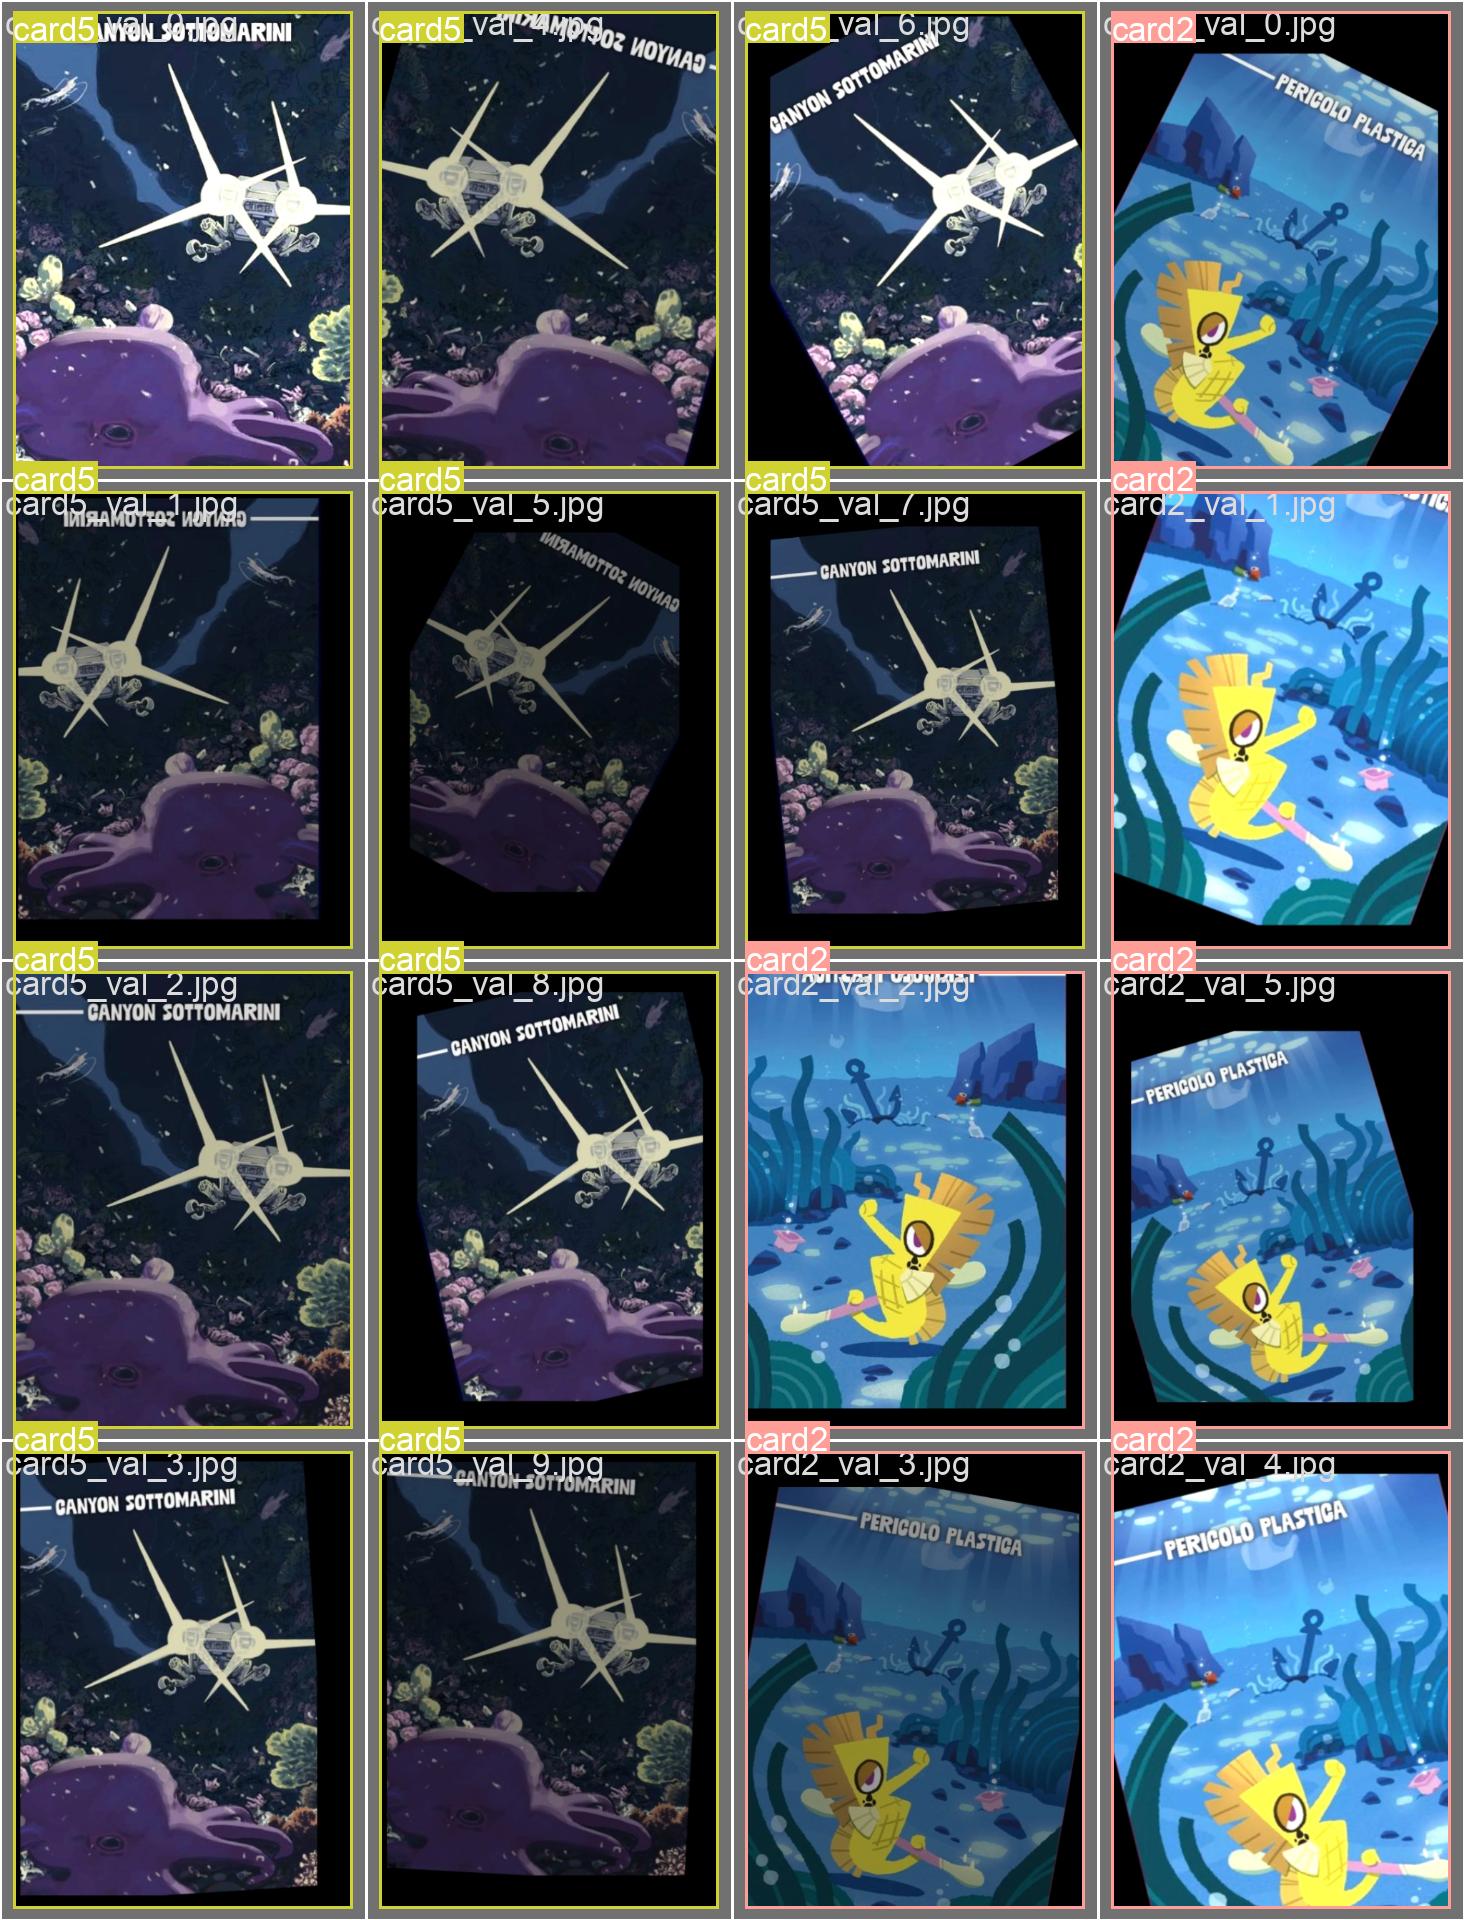 card5
card5_val_0.jpg
CANYON SOTTOMARINI
card5
card5_val_4.jpg
CANYON SOTTOMARINI
card5
card5_val_6.jpg
CANYON SOTTOMARINI
card2
card2_val_0.jpg
PERICOLO PLASTICA
card5
card5_val_1.jpg
CANYON SOTTOMARINI
card5
card5_val_5.jpg
CANYON SOTTOMARINI
card5
card5_val_7.jpg
CANYON SOTTOMARINI
card2
card2_val_1.jpg
card5
card5_val_2.jpg
CANYON SOTTOMARINI
card5
card5_val_8.jpg
CANYON SOTTOMARINI
card2
card2_val_2.jpg
PERICOLO PLASTICA
card2
card2_val_5.jpg
PERICOLO PLASTICA
card5
card5_val_3.jpg
CANYON SOTTOMARINI
card5
card5_val_9.jpg
CANYON SOTTOMARINI
card2
card2_val_3.jpg
PERICOLO PLASTICA
card2
card2_val_4.jpg
PERICOLO PLASTICA